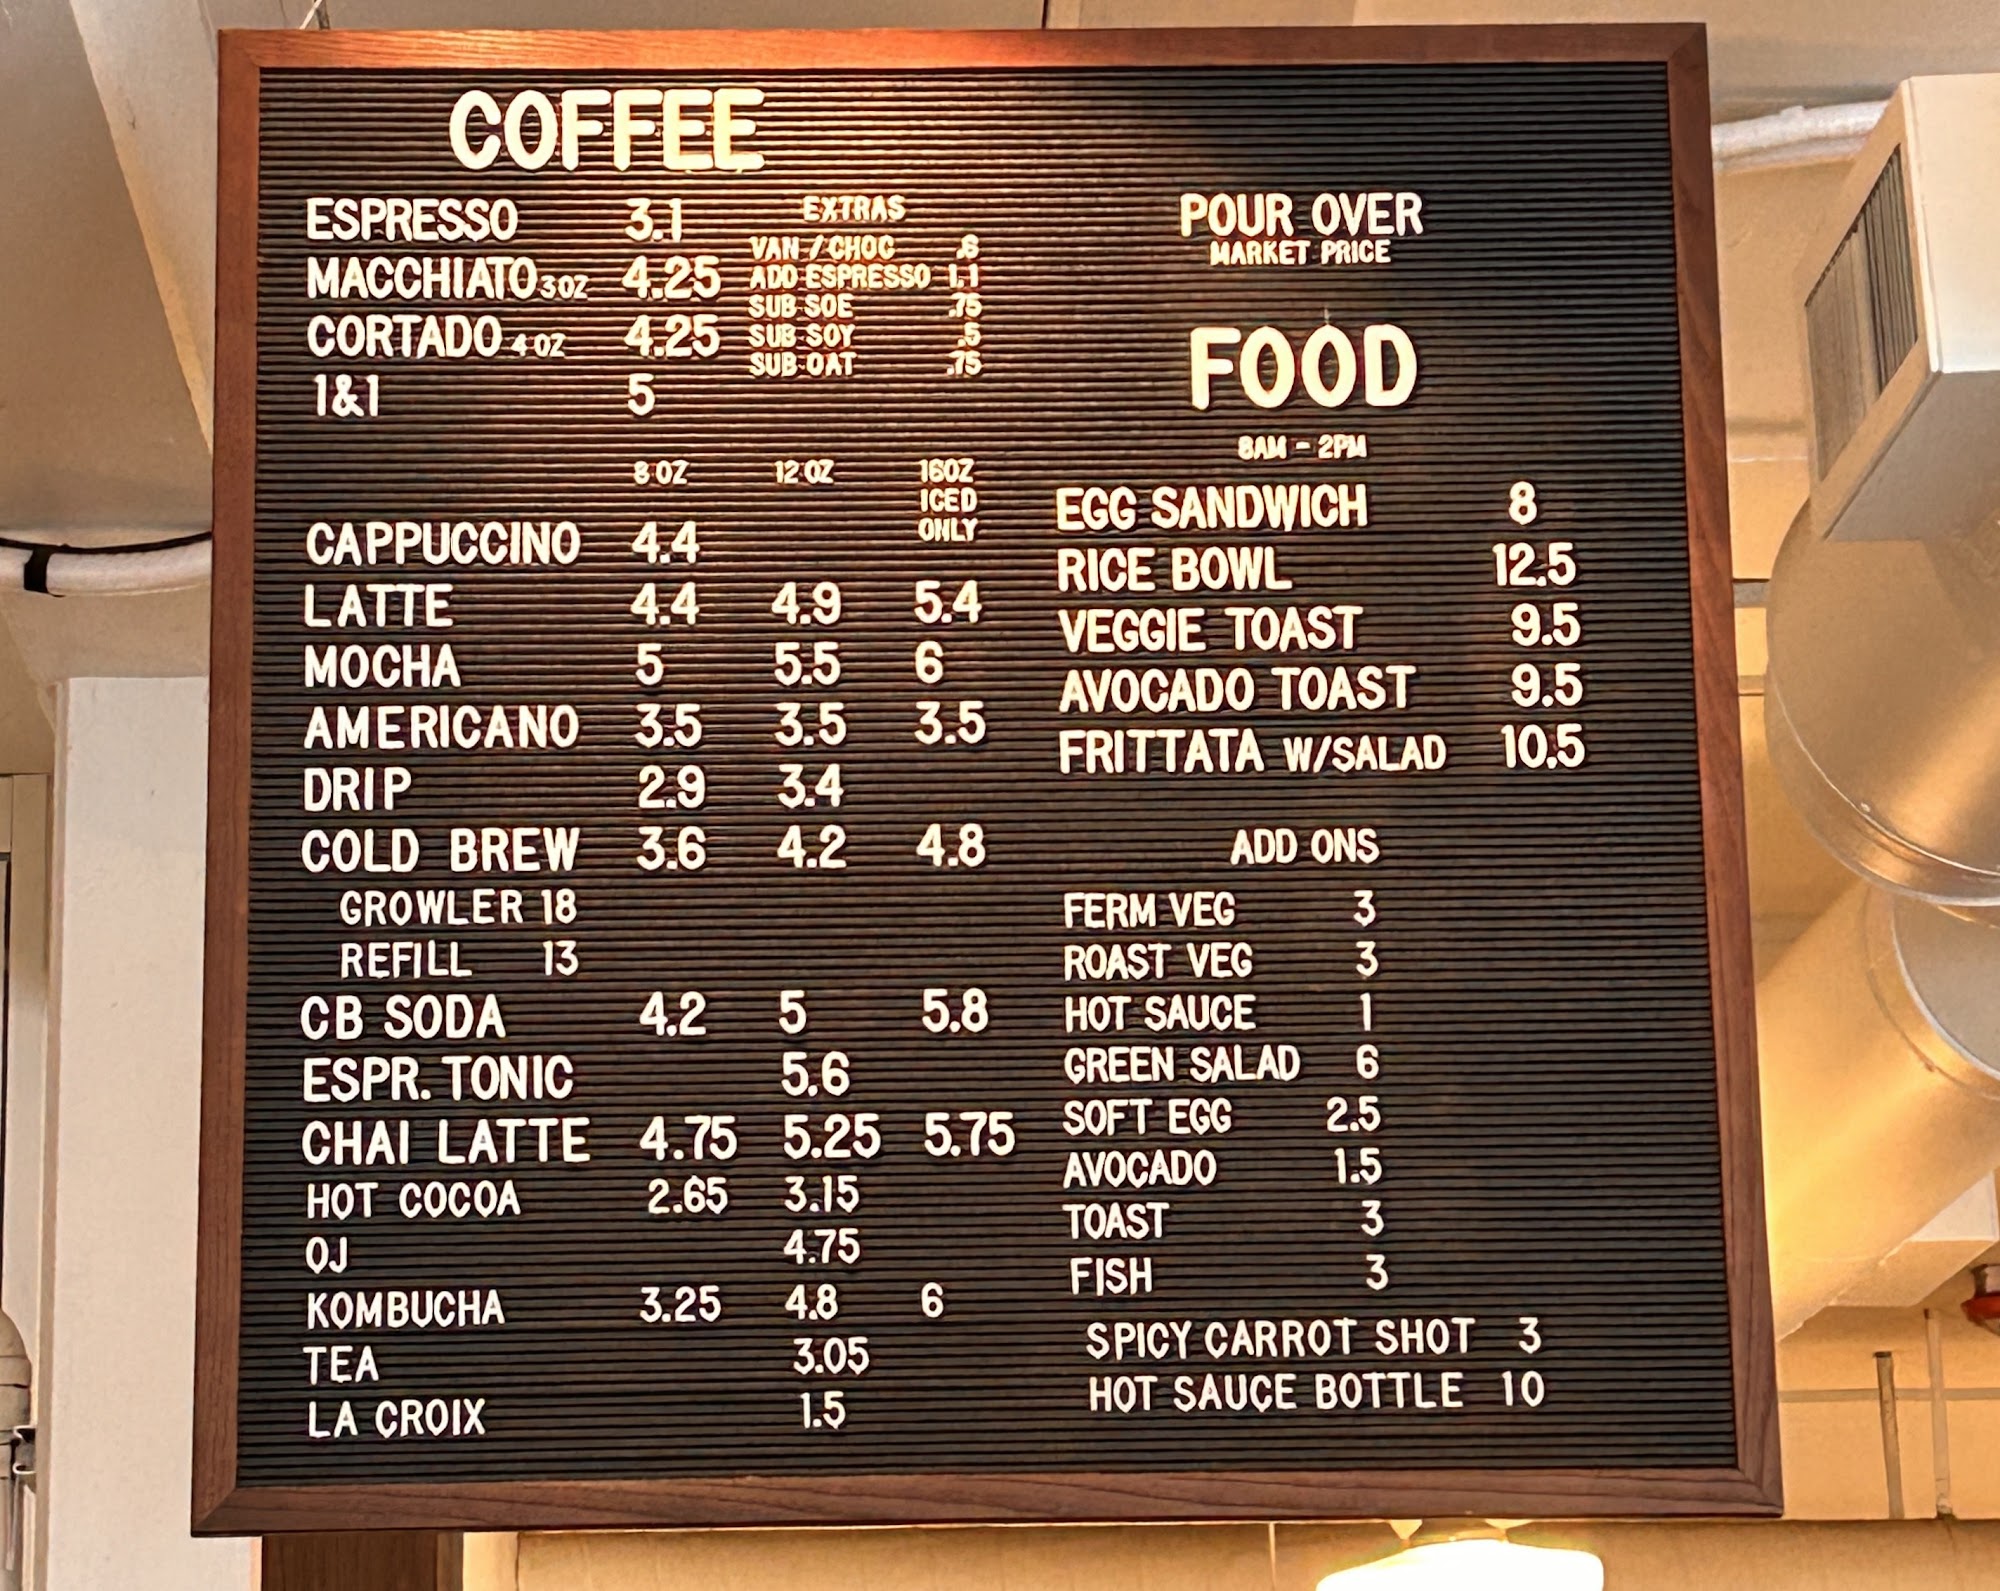 COFFEE
ESPRESSO 3.1
MACCHIATO 3OZ 4.25
CORTADO 4 OZ 4.25
1&1 5
EXTRAS
VAN / CHOC .6
ADD ESPRESSO 1.1
SUB SOE .75
SUB SOY .5
SUB OAT .75
8 OZ 12 OZ 16OZ
ICED
ONLY
CAPPUCCINO 4.4
LATTE 4.4 4.9 5.4
MOCHA 5 5.5 6
AMERICANO 3.5 3.5 3.5
DRIP 2.9 3.4
COLD BREW 3.6 4.2 4.8
GROWLER 18
REFILL 13
CB SODA 4.2 5 5.8
ESPR. TONIC 5.6
CHAI LATTE 4.75 5.25 5.75
HOT COCOA 2.65 3.15
OJ 4.75
KOMBUCHA 3.25 4.8 6
TEA 3.05
LA CROIX 1.5
POUR OVER
MARKET PRICE
FOOD
8AM - 2PM
EGG SANDWICH 8
RICE BOWL 12.5
VEGGIE TOAST 9.5
AVOCADO TOAST 9.5
FRITTATA W/SALAD 10.5
ADD ONS
FERM VEG 3
ROAST VEG 3
HOT SAUCE 1
GREEN SALAD 6
SOFT EGG 2.5
AVOCADO 1.5
TOAST 3
FISH 3
SPICY CARROT SHOT 3
HOT SAUCE BOTTLE 10